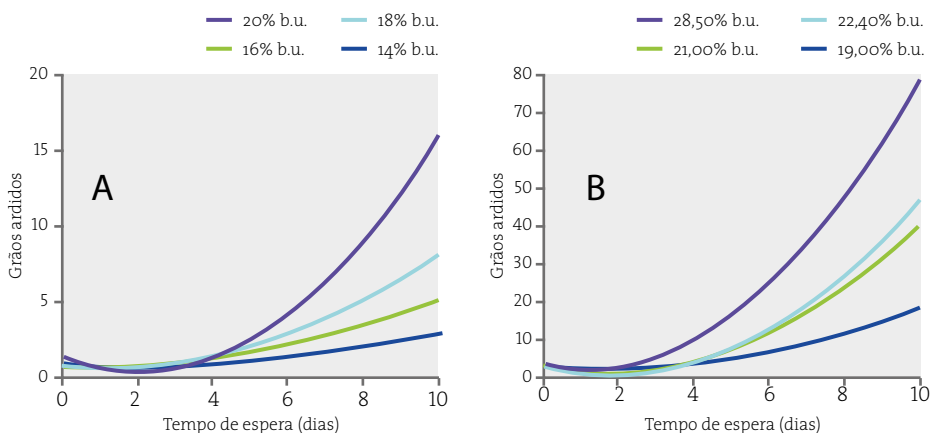 20% b.u. 18% b.u.
16% b.u. 14% b.u.
20
15
10
5
0
Grãos ardidos
A
0 2 4 6 8 10
Tempo de espera (dias)
28,50% b.u. 22,40% b.u.
21,00% b.u. 19,00% b.u.
80
70
60
50
40
30
20
10
0
Grãos ardidos
B
0 2 4 6 8 10
Tempo de espera (dias)